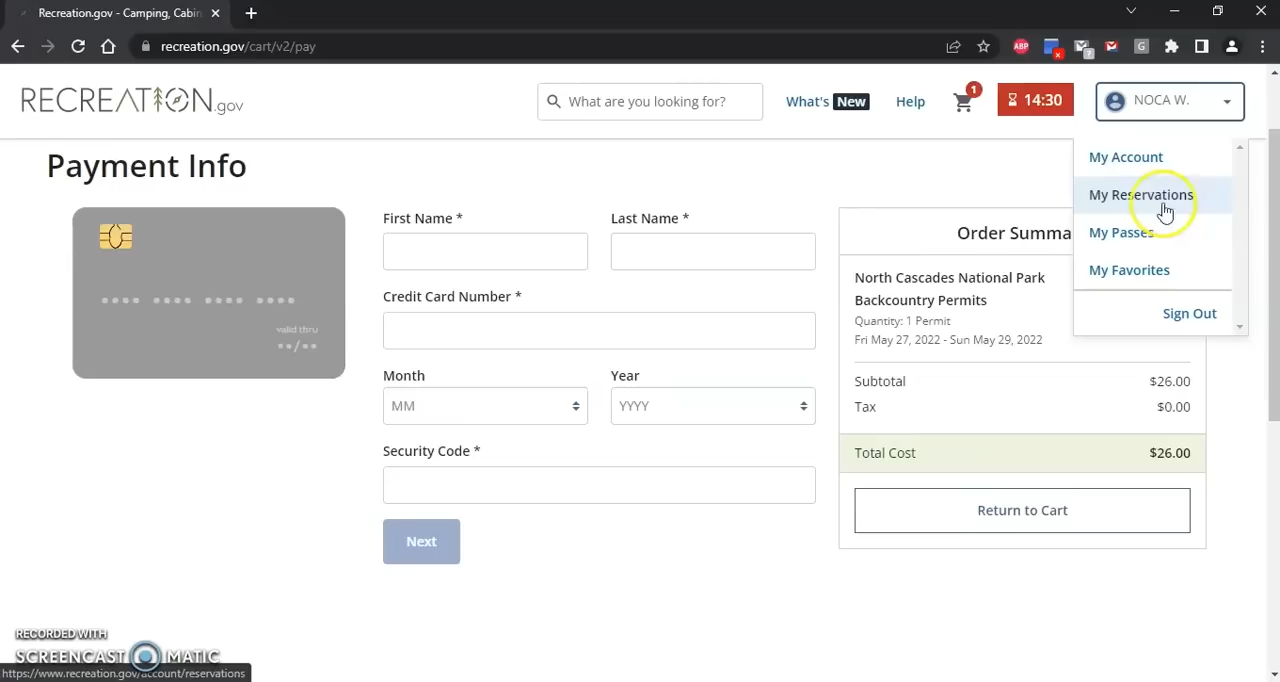 Recreation.gov - Camping, Cabin
recreation.gov/cart/v2/pay
ABP
G
RECREATION.gov
What are you looking for?
What's New
Help
1
14:30
NOCA W.
My Account
My Reservations
My Passes
My Favorites
Sign Out
Payment Info
valid thru
First Name *
Last Name *
Credit Card Number *
Month
Year
MM
YYYY
Security Code *
Next
Order Summa
North Cascades National Park
Backcountry Permits
Quantity: 1 Permit
Fri May 27, 2022 - Sun May 29, 2022
Subtotal $26.00
Tax $0.00
Total Cost $26.00
Return to Cart
RECORDED WITH
SCREENCAST MATIC
https://www.recreation.gov/account/reservations